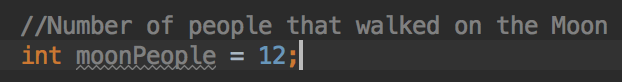 //Number of people that walked on the Moon
int moonPeople = 12;